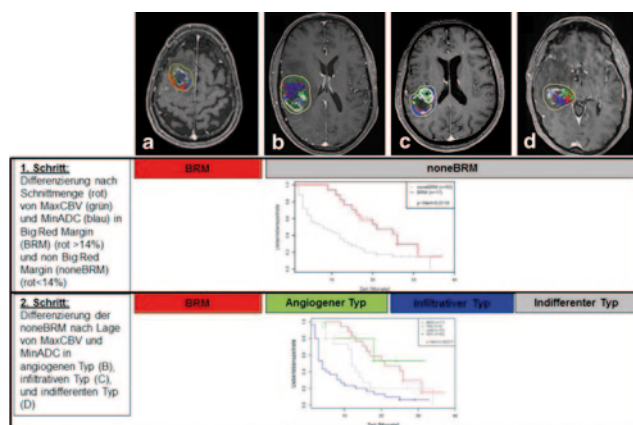 a
b
c
d
1. Schritt:
Differenzierung nach
Schnittmenge (rot)
von MaxCBV (grün)
und MinADC (blau) in
Big Red Margin
(BRM) (rot >14%)
und non Big Red
Margin (noneBRM)
(rot<14%)
BRM
noneBRM
2. Schritt:
Differenzierung der
noneBRM nach Lage
von MaxCBV und
MinADC in
angiogenen Typ (B),
infiltrativen Typ (C),
und indifferenten Typ
(D)
BRM
Angiogener Typ
Infiltrativer Typ
Indifferenter Typ